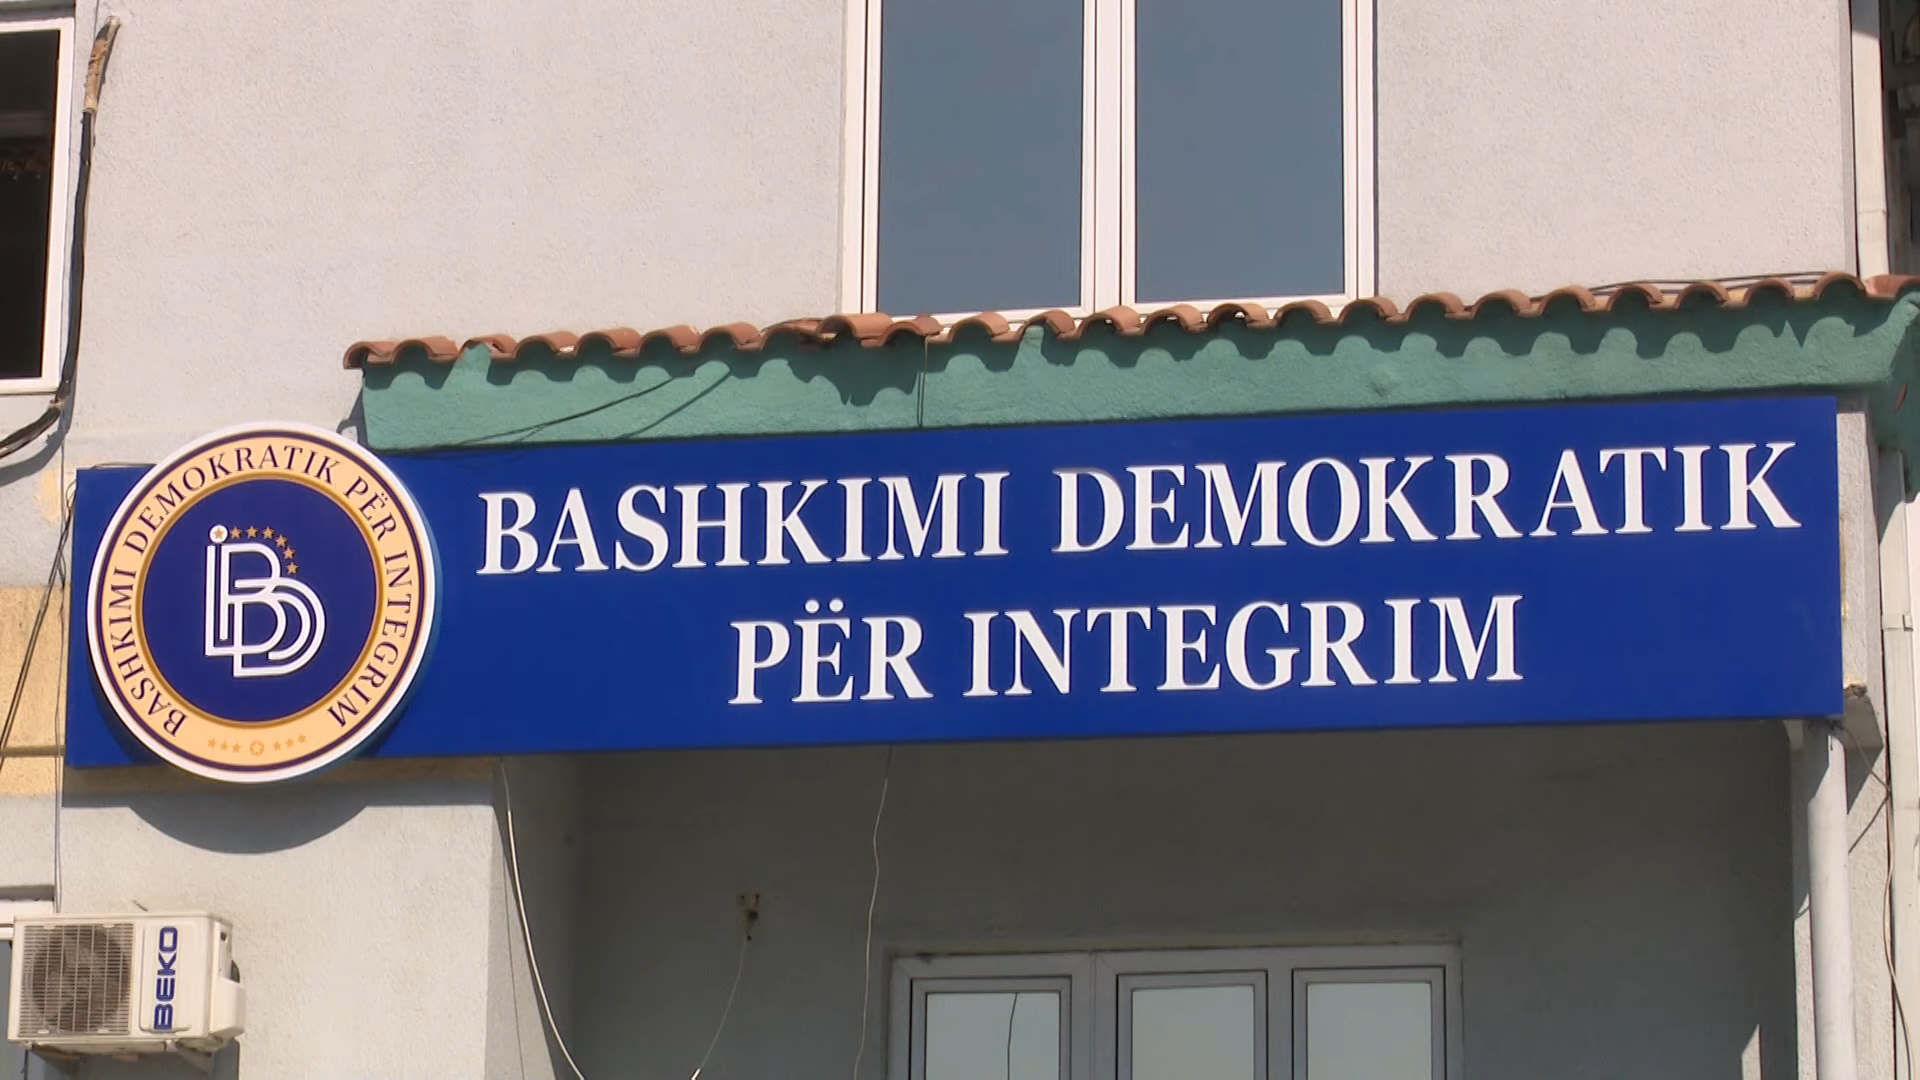 BASHKIMI DEMOKRATIK PËR INTEGRIM
BDI
BASHKIMI DEMOKRATIK
PËR INTEGRIM
BEKO